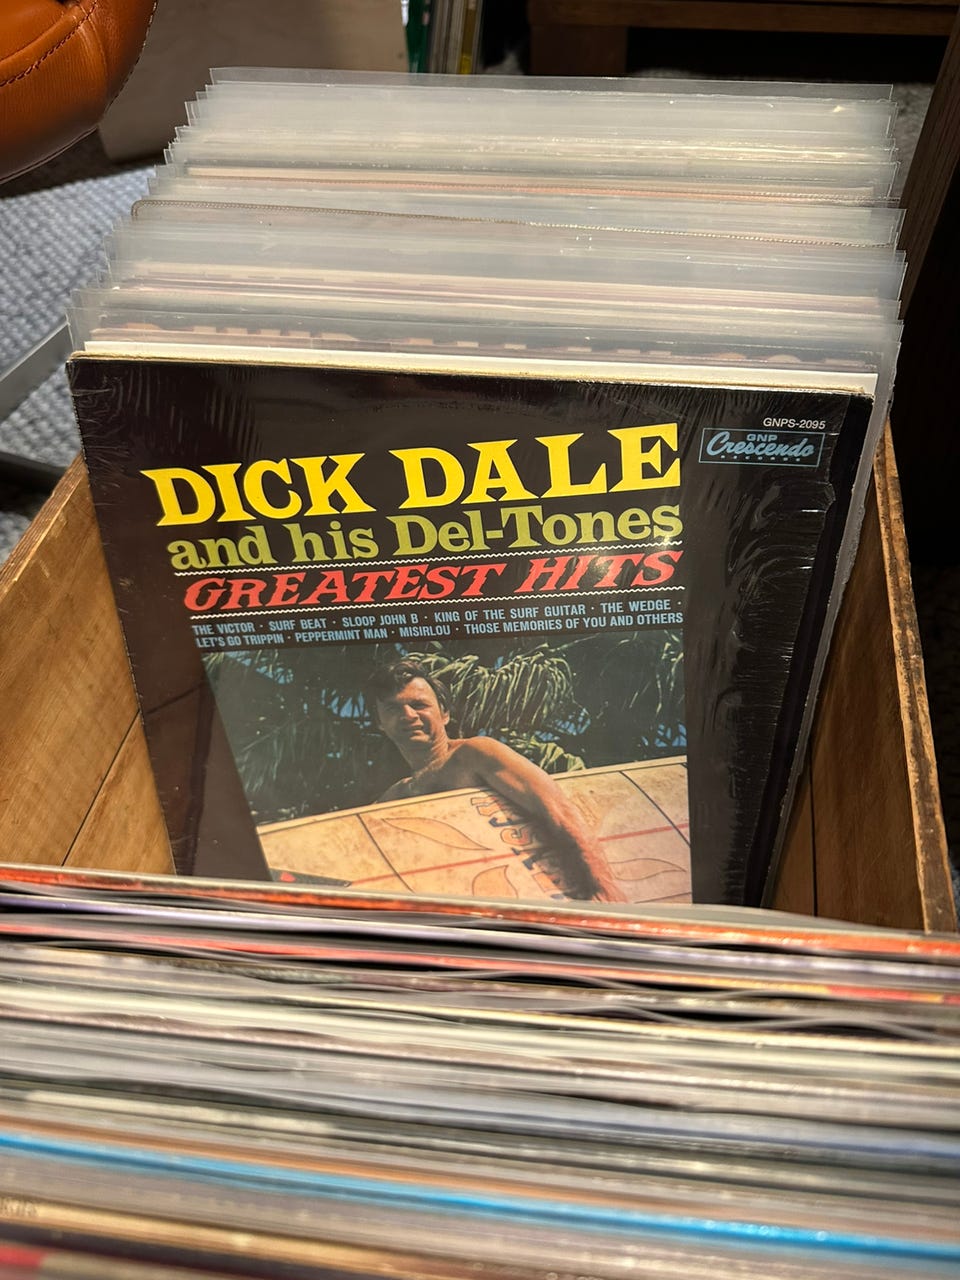 GNPS-2095
GNP
Crescendo
DICK DALE
and his Del-Tones
GREATEST HITS
THE VICTOR · SURF BEAT · SLOOP JOHN B · KING OF THE SURF GUITAR · THE WEDGE ·
LET'S GO TRIPPIN · PEPPERMINT MAN · MISIRLOU · THOSE MEMORIES OF YOU AND OTHERS